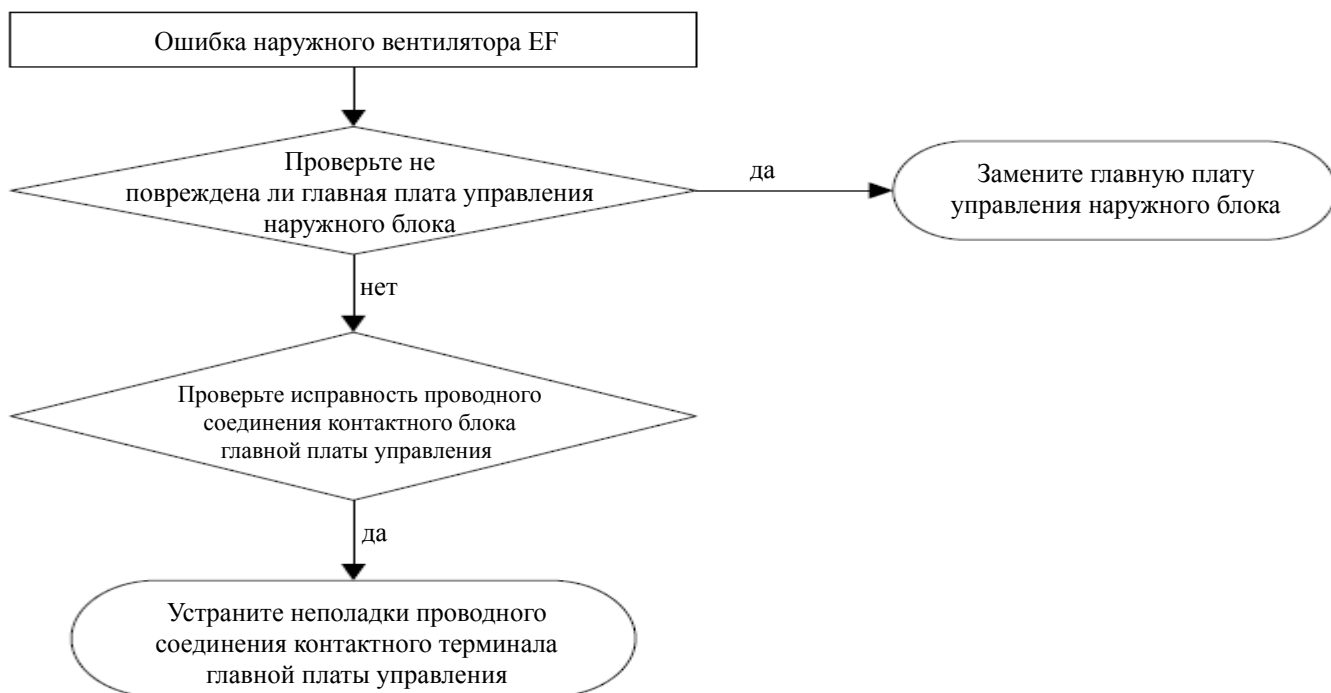 Ошибка наружного вентилятора EF
Проверьте не
повреждена ли главная плата управления
наружного блока
да
Замените главную плату
управления наружного блока
нет
Проверьте исправность проводного
соединения контактного блока
главной платы управления
да
Устраните неполадки проводного
соединения контактного терминала
главной платы управления